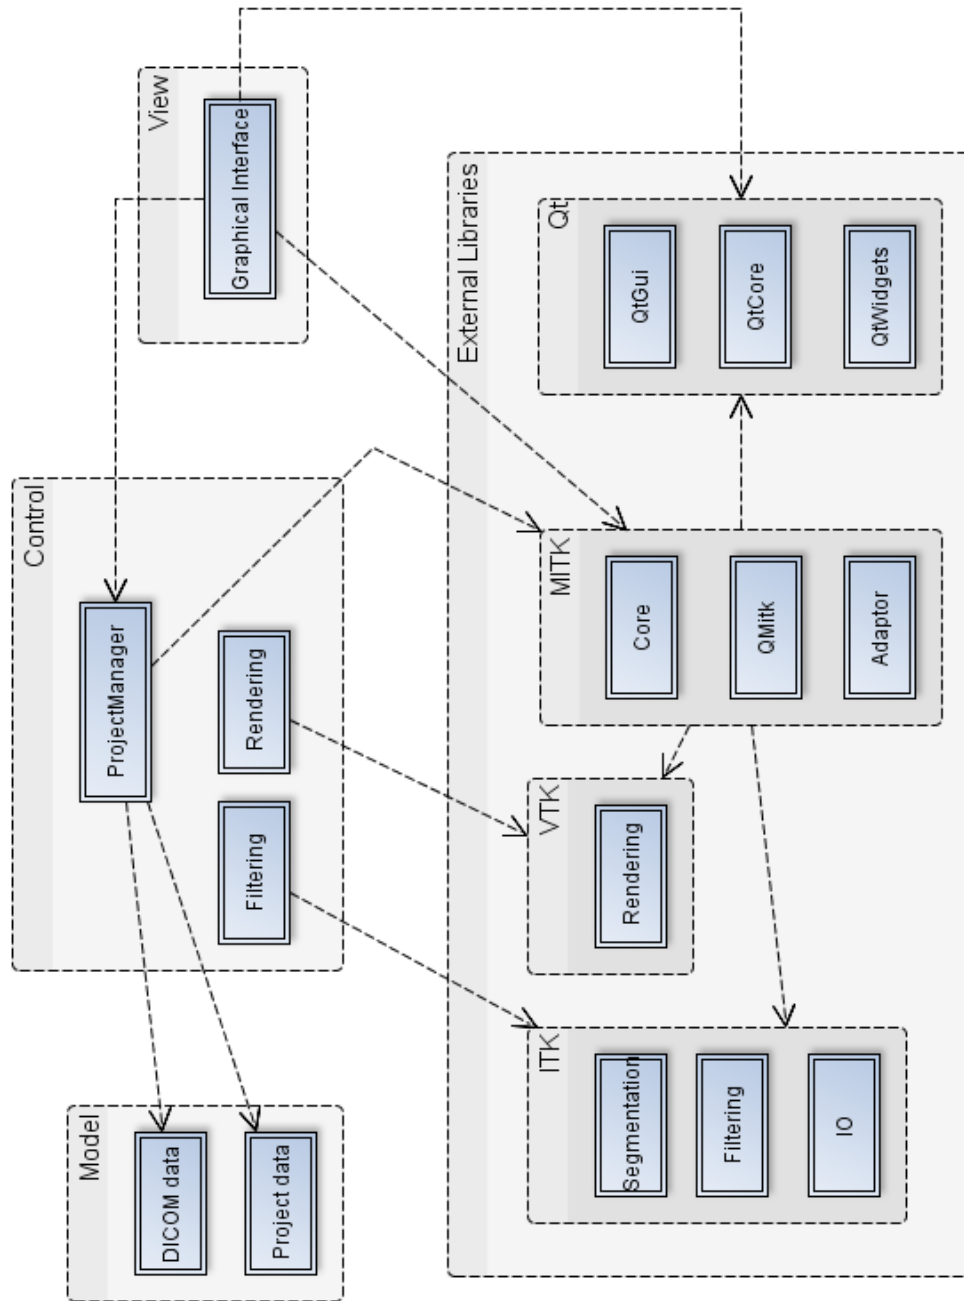 Model
DICOM data
Project data
Control
ProjectManager
Filtering
Rendering
View
Graphical Interface
External Libraries
ITK
Segmentation
Filtering
IO
VTK
Rendering
MITK
Core
QMitk
Adaptor
Qt
QtGui
QtCore
QtWidgets